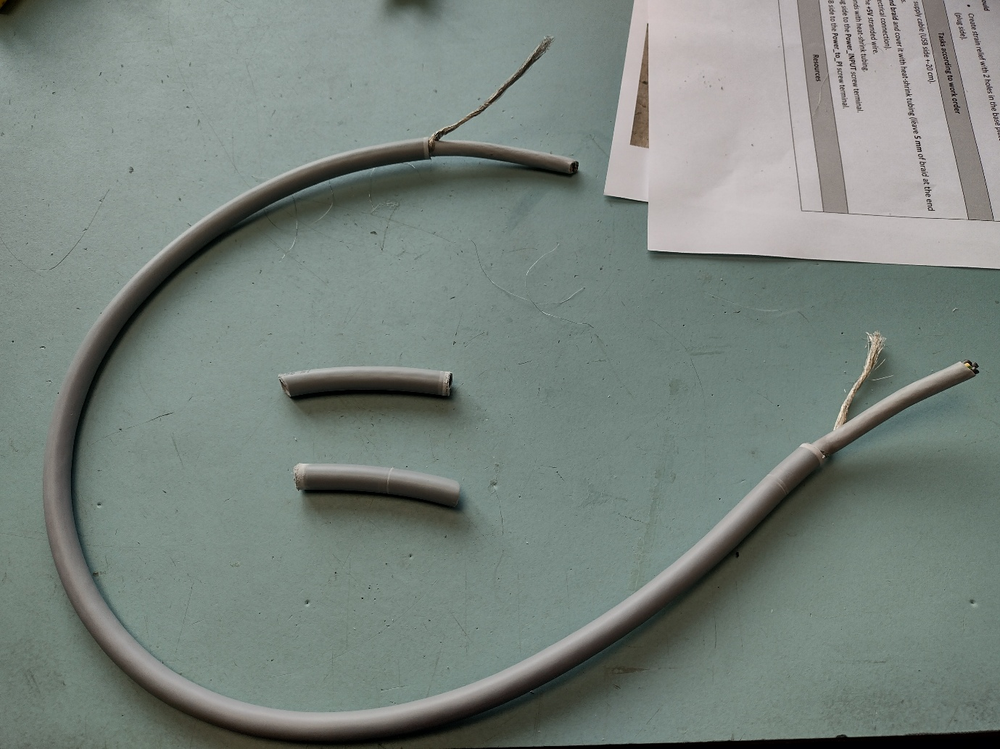 ould
• Create strain relief with 2 holes in the base plate
(plug side).
Tasks according to work order
supply cable (USB side +-20 cm).
s.
nd braid and cover it with heat-shrink tubing (leave 5 mm of braid at the end
ectrical connection).
he +5V stranded wire.
nds with heat-shrink tubing.
ug side to the Power_INPUT screw terminal.
B side to the Power_to_PI screw terminal.
Resources